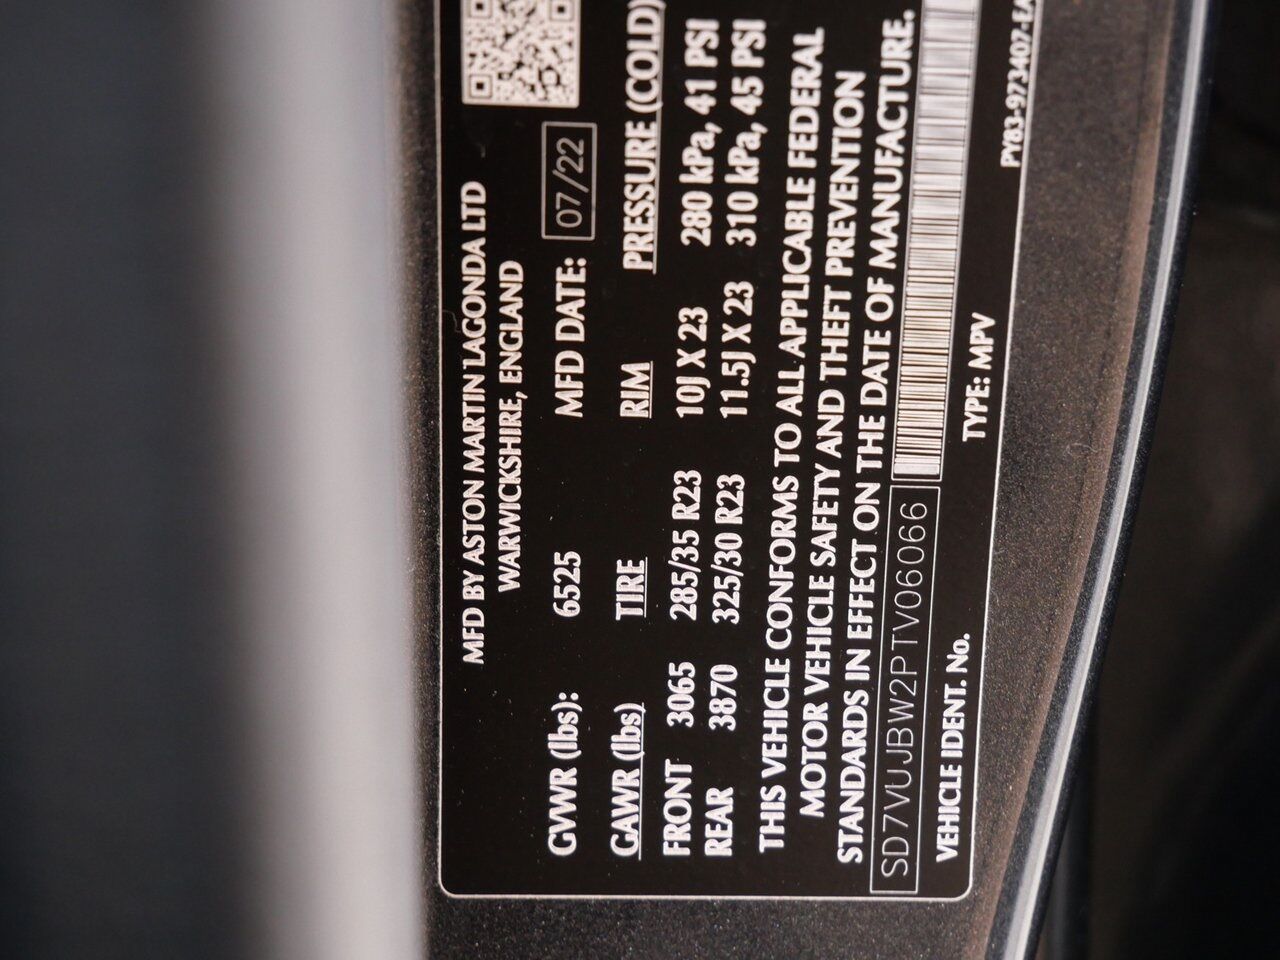 MFD BY ASTON MARTIN LAGONDA LTD
WARWICKSHIRE, ENGLAND
GVWR (lbs): 6525 MFD DATE: 07/22
GAWR (lbs) TIRE RIM PRESSURE (COLD)
FRONT 3065 285/35 R23 10J X 23 280 kPa, 41 PSI
REAR 3870 325/30 R23 11.5J X 23 310 kPa, 45 PSI
THIS VEHICLE CONFORMS TO ALL APPLICABLE FEDERAL
MOTOR VEHICLE SAFETY AND THEFT PREVENTION
STANDARDS IN EFFECT ON THE DATE OF MANUFACTURE.
SD7VUJBW2PTV06066
VEHICLE IDENT. No. TYPE: MPV
PY83-973407-EA